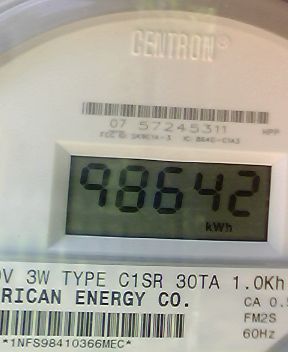 CENTRON®
07 57245311 HPP
98642
kWh
0V 3W TYPE C1SR 30TA 1.0Kh
RICAN ENERGY CO.
CA 0.5
FM2S
60Hz
*1NFS98410366MEC*